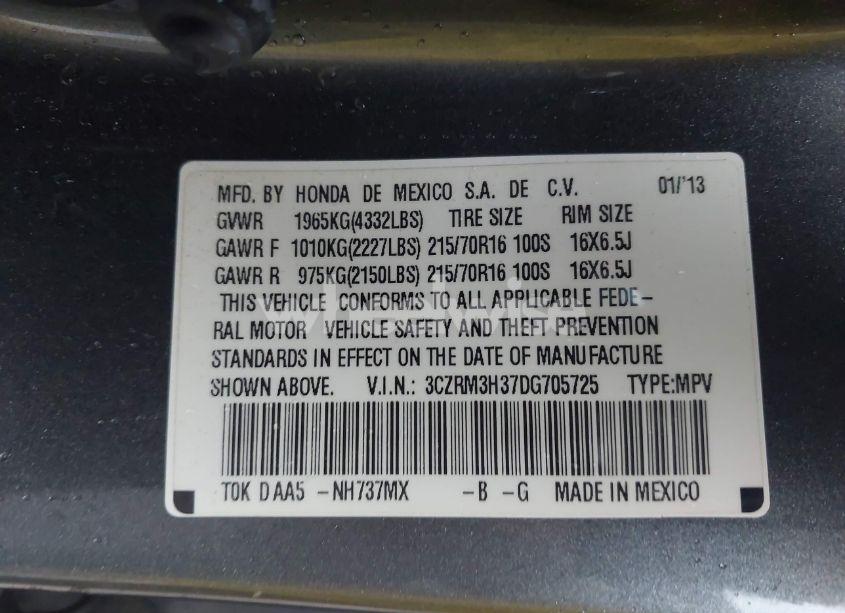 MFD. BY HONDA DE MEXICO S.A. DE C.V. 01/'13
GVWR 1965KG(4332LBS) TIRE SIZE RIM SIZE
GAWR F 1010KG(2227LBS) 215/70R16 100S 16X6.5J
GAWR R 975KG(2150LBS) 215/70R16 100S 16X6.5J
THIS VEHICLE CONFORMS TO ALL APPLICABLE FEDE-
RAL MOTOR VEHICLE SAFETY AND THEFT PREVENTION
STANDARDS IN EFFECT ON THE DATE OF MANUFACTURE
SHOWN ABOVE. V.I.N.: 3CZRM3H37DG705725 TYPE:MPV
T0K D AA5 -NH737MX -B -G MADE IN MEXICO